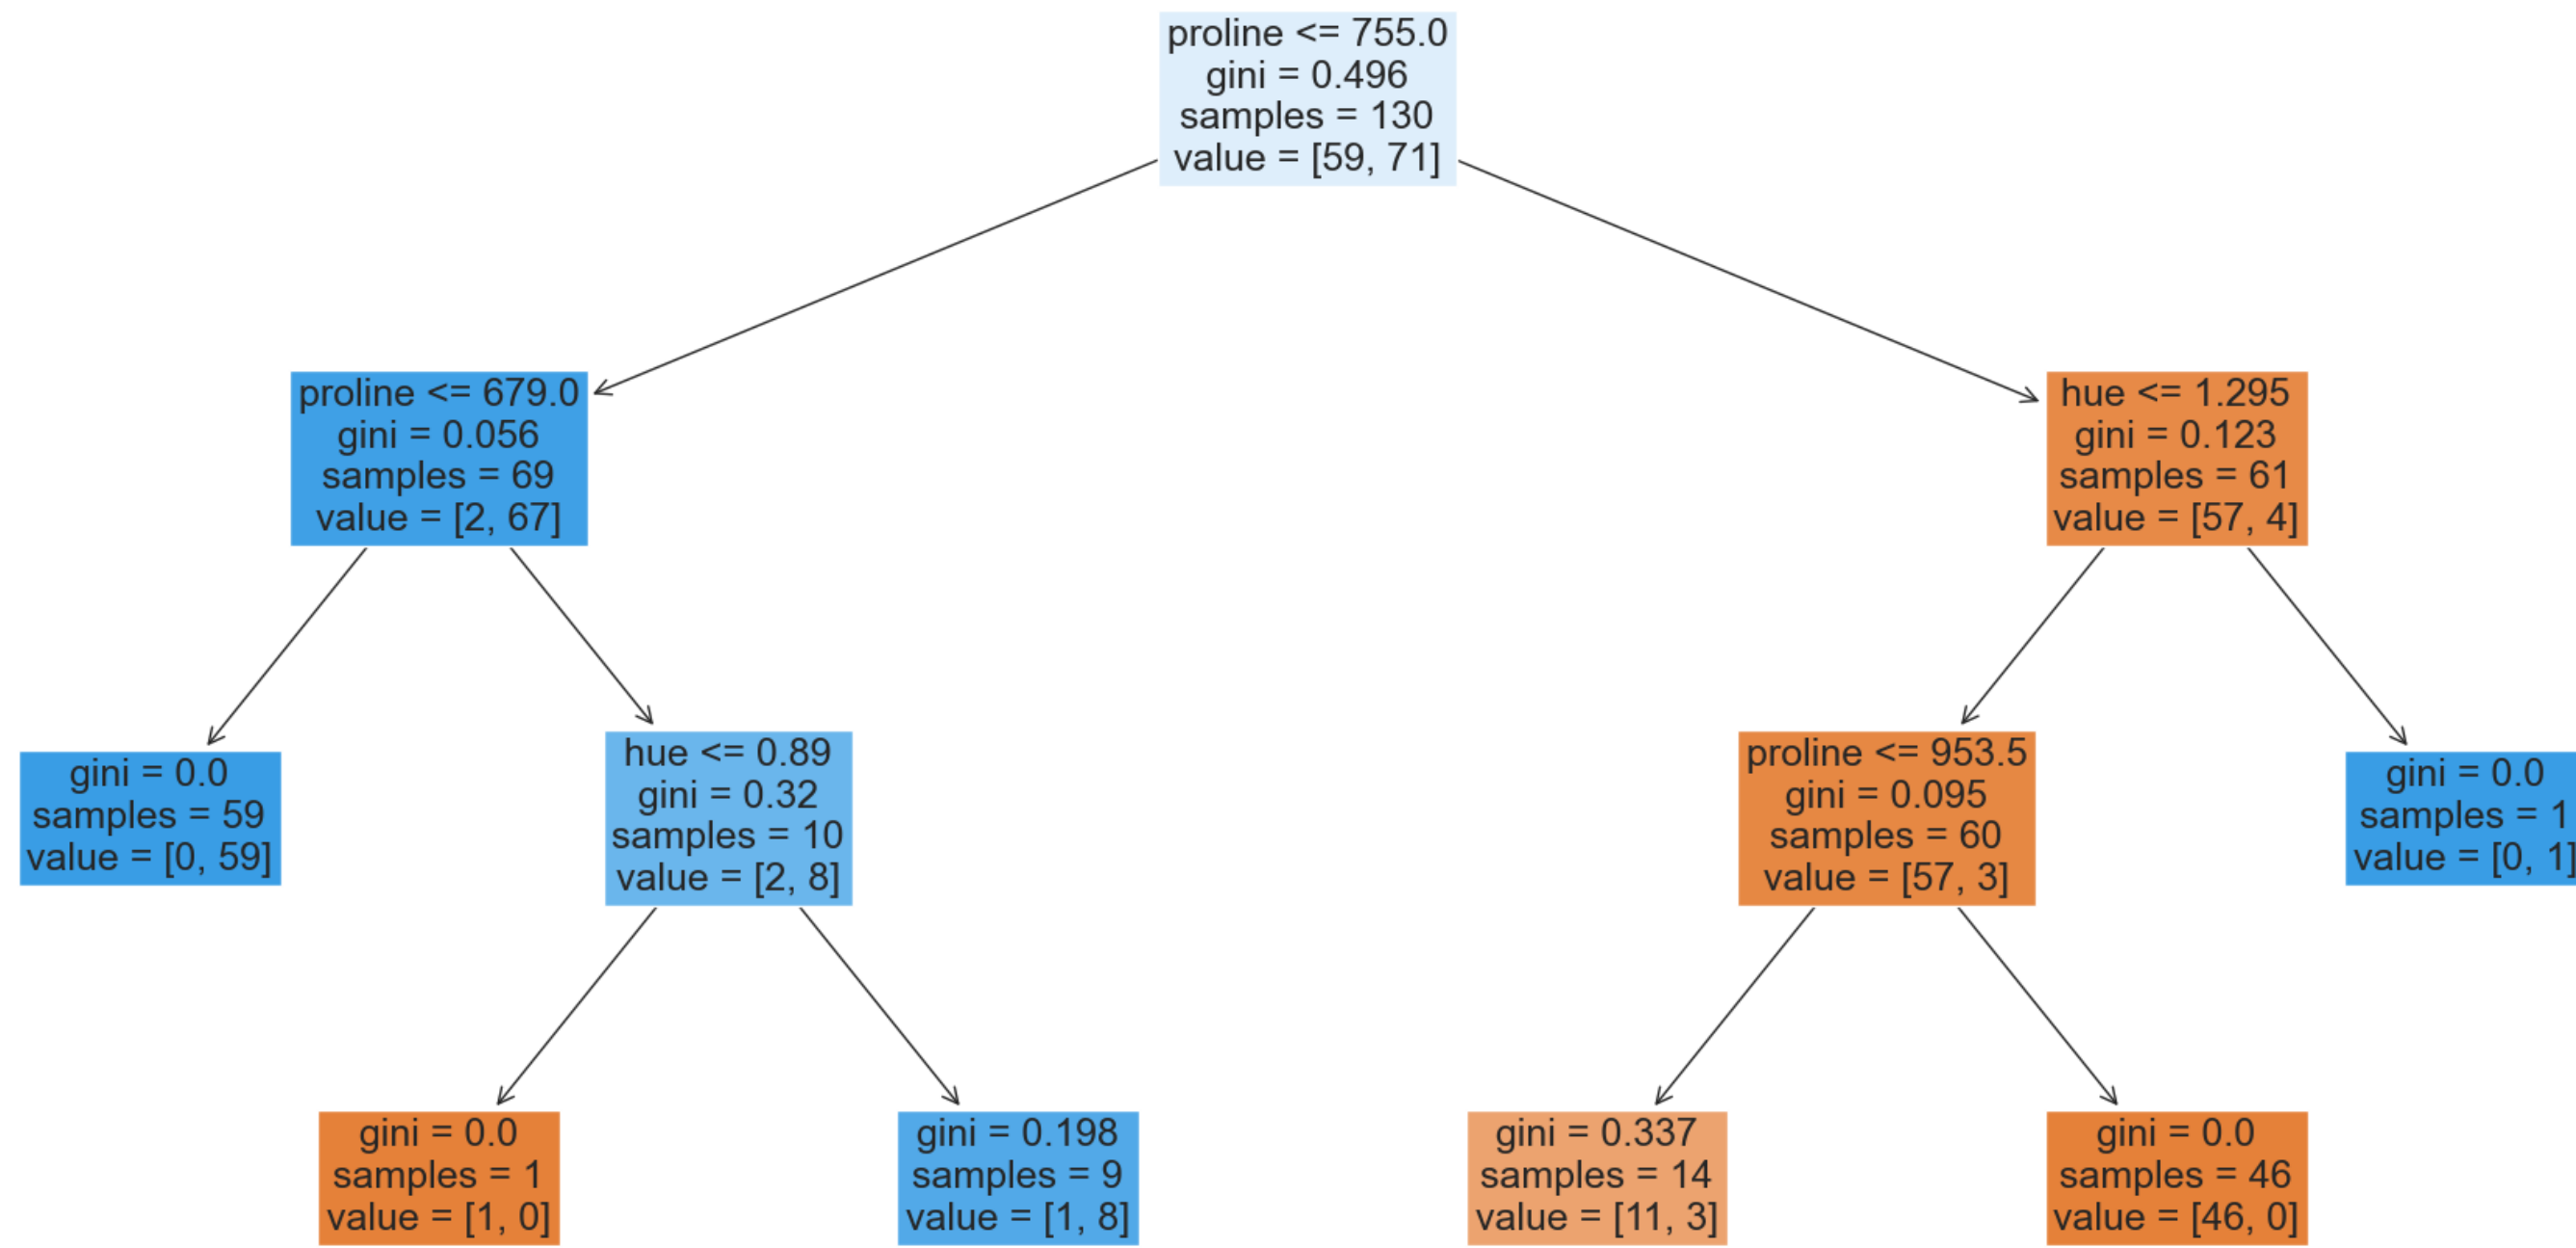 proline <= 755.0
gini = 0.496
samples = 130
value = [59, 71]
proline <= 679.0
gini = 0.056
samples = 69
value = [2, 67]
hue <= 1.295
gini = 0.123
samples = 61
value = [57, 4]
gini = 0.0
samples = 59
value = [0, 59]
hue <= 0.89
gini = 0.32
samples = 10
value = [2, 8]
proline <= 953.5
gini = 0.095
samples = 60
value = [57, 3]
gini = 0.0
samples = 1
value = [0, 1]
gini = 0.0
samples = 1
value = [1, 0]
gini = 0.198
samples = 9
value = [1, 8]
gini = 0.337
samples = 14
value = [11, 3]
gini = 0.0
samples = 46
value = [46, 0]